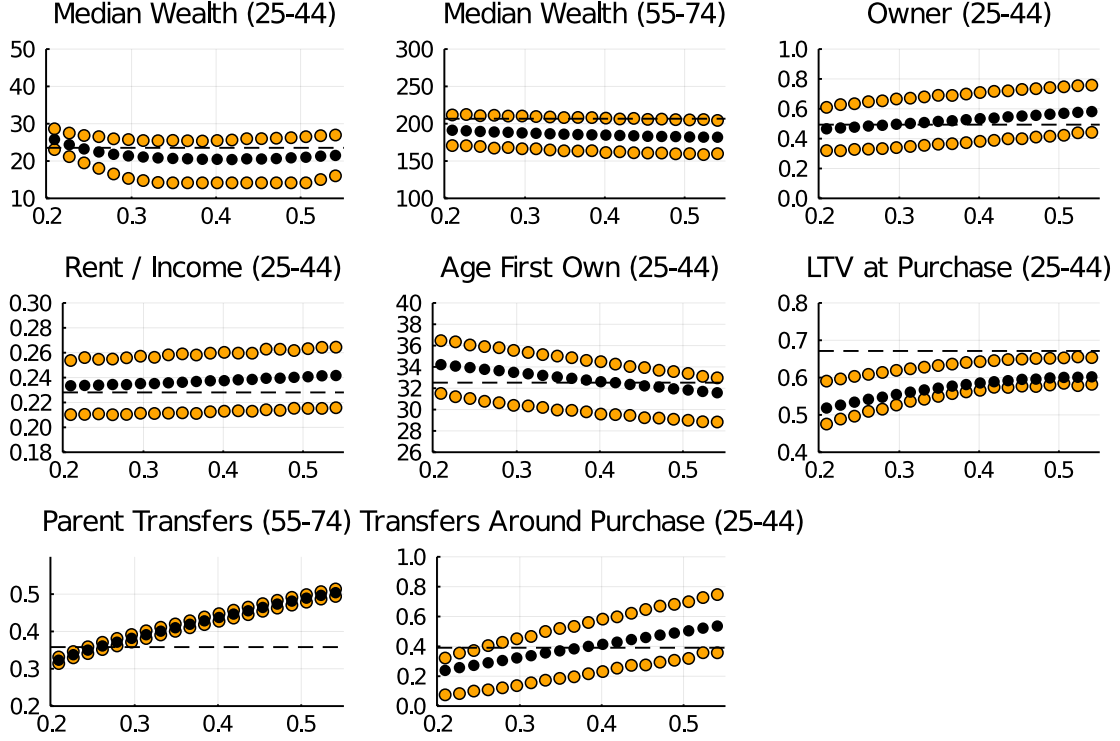 Median Wealth (25-44)
50
40
30
20
10
0.2 0.3 0.4 0.5
Median Wealth (55-74)
300
250
200
150
100
0.2 0.3 0.4 0.5
Owner (25-44)
1.0
0.8
0.6
0.4
0.2
0.0
0.2 0.3 0.4 0.5
Rent / Income (25-44)
0.30
0.28
0.26
0.24
0.22
0.20
0.18
0.2 0.3 0.4 0.5
Age First Own (25-44)
40
38
36
34
32
30
28
26
0.2 0.3 0.4 0.5
LTV at Purchase (25-44)
0.8
0.7
0.6
0.5
0.4
0.2 0.3 0.4 0.5
Parent Transfers (55-74)
0.5
0.4
0.3
0.2
0.2 0.3 0.4 0.5
Transfers Around Purchase (25-44)
1.0
0.8
0.6
0.4
0.2
0.0
0.2 0.3 0.4 0.5